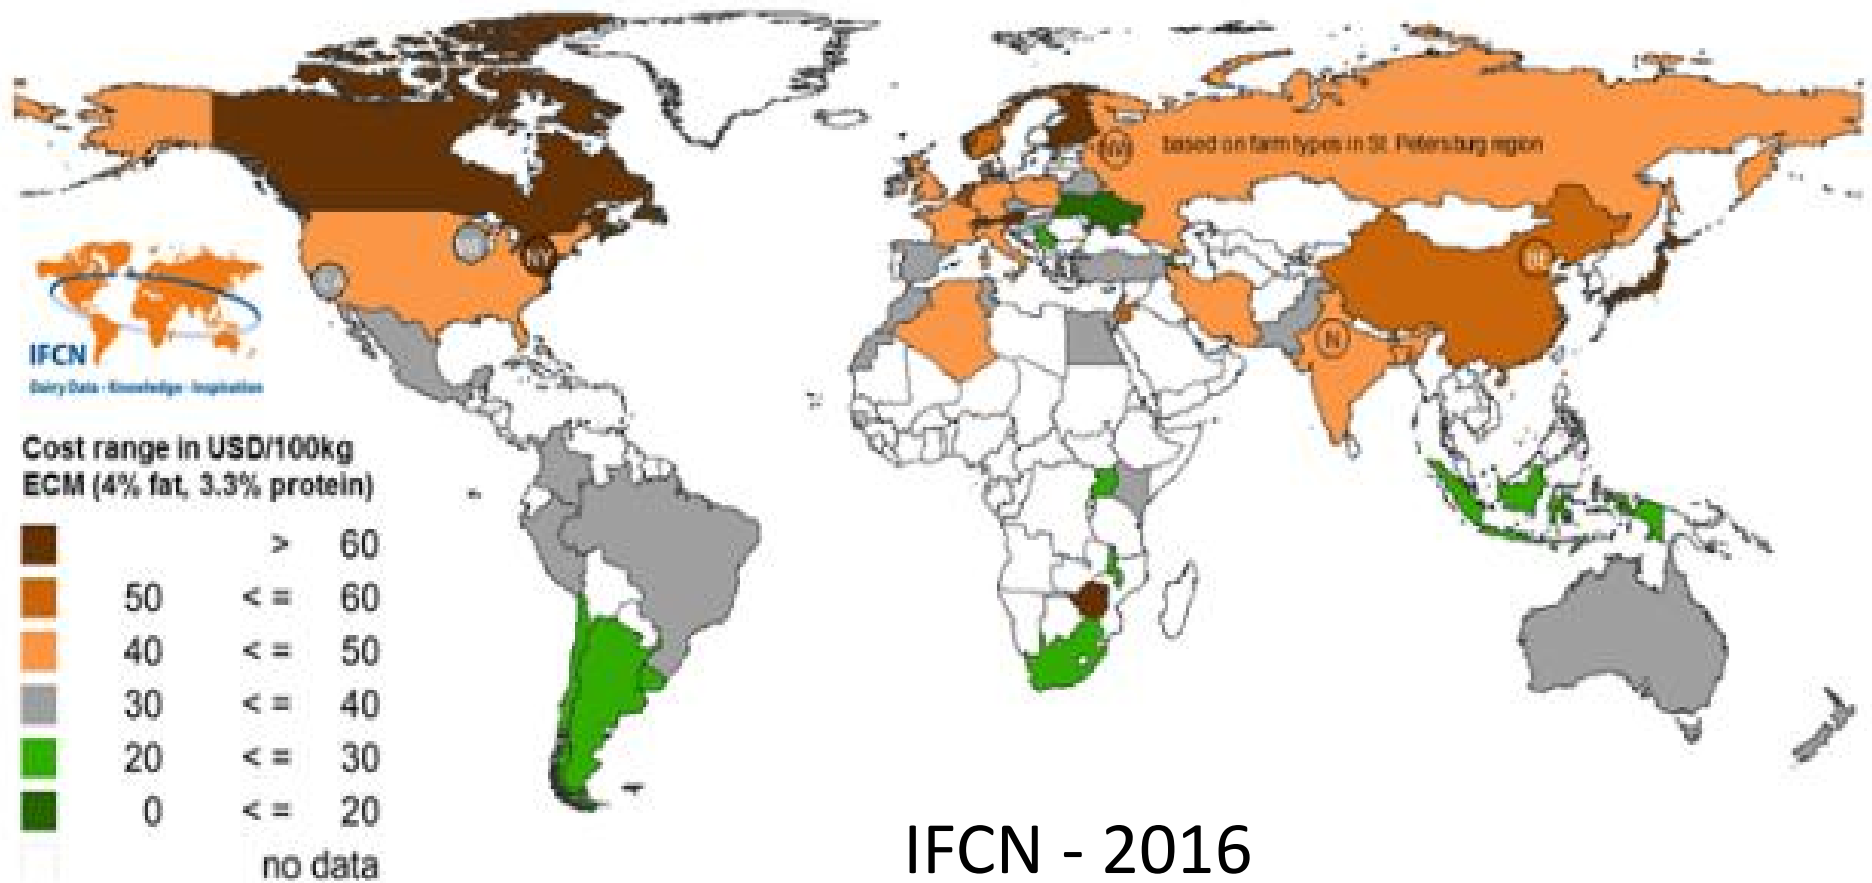 based on farm types in St. Petersburg region
NY
BE
N
IFCN
Dairy Data · Knowledge · Inspiration
Cost range in USD/100kg
ECM (4% fat, 3.3% protein)
> 60
50 < = 60
40 < = 50
30 < = 40
20 < = 30
0 < = 20
no data
IFCN - 2016